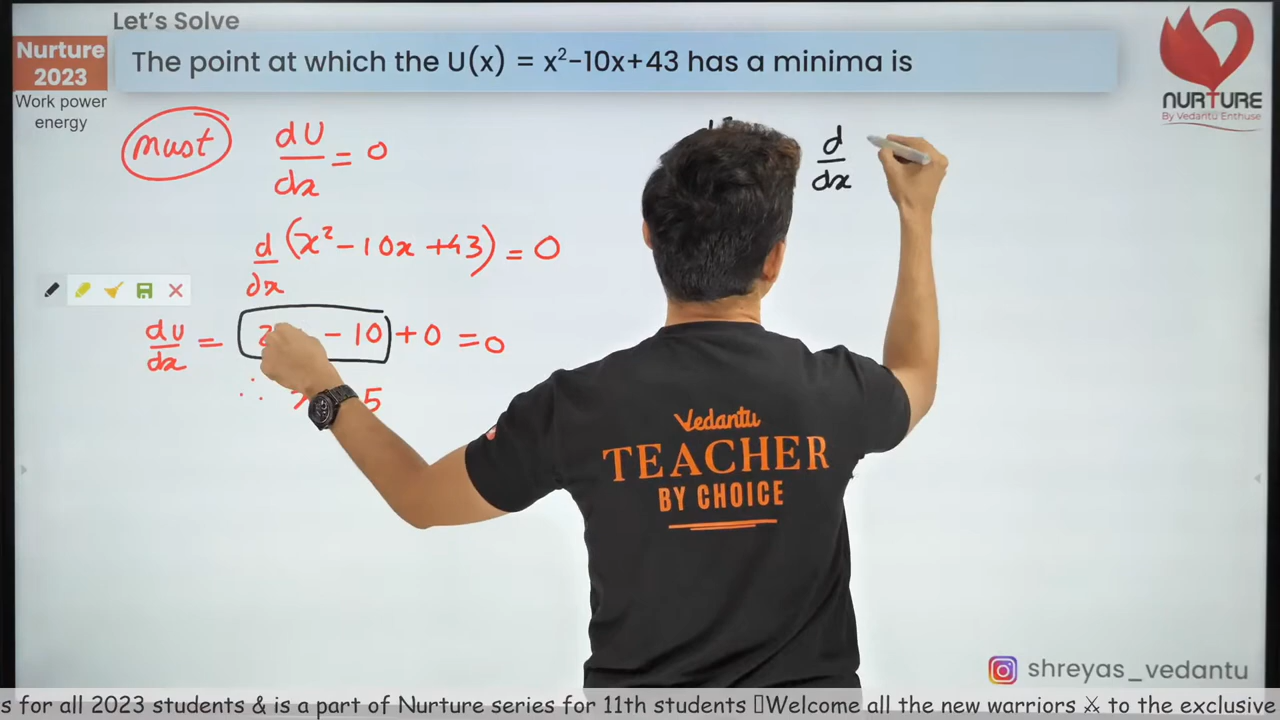 Let's Solve
Nurture
2023
The point at which the U(x) = x²-10x+43 has a minima is
Work power
energy
NURTURE
By Vedantu Enthuse
must
dU/dx = 0
d/dx (x² - 10x + 43) = 0
dU/dx = - 10 + 0 = 0
∴ 5
d/dx
Vedantu
TEACHER
BY CHOICE
shreyas_vedantu
s for all 2023 students & is a part of Nurture series for 11th students Welcome all the new warriors ⚔ to the exclusive